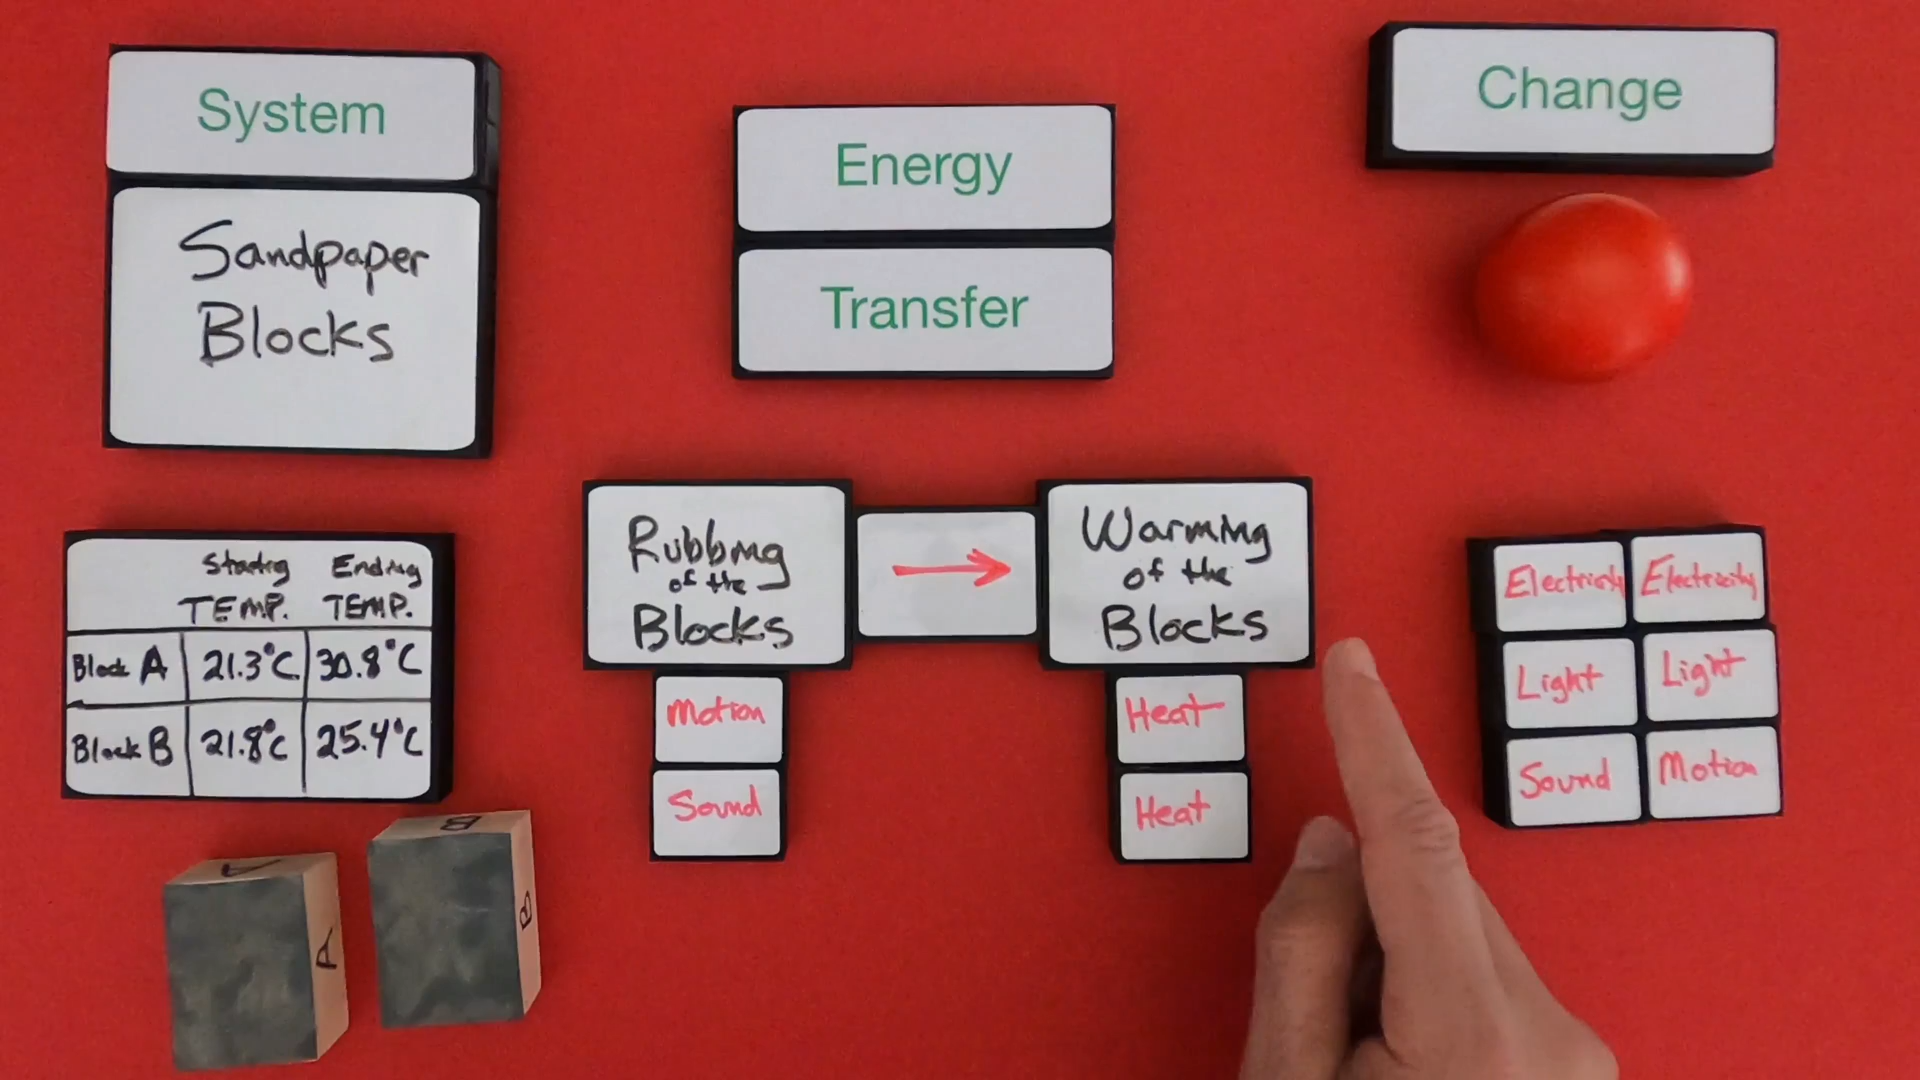 System
Sandpaper
Blocks
Energy
Transfer
Change
Starting Ending
TEMP. TEMP.
Block A 21.3°C 30.8°C
Block B 21.8°C 25.4°C
A
A
B
B
Rubbing
of the
Blocks
Motion
Sound
Warming
of the
Blocks
Heat
Heat
Electricity Electricity
Light Light
Sound Motion